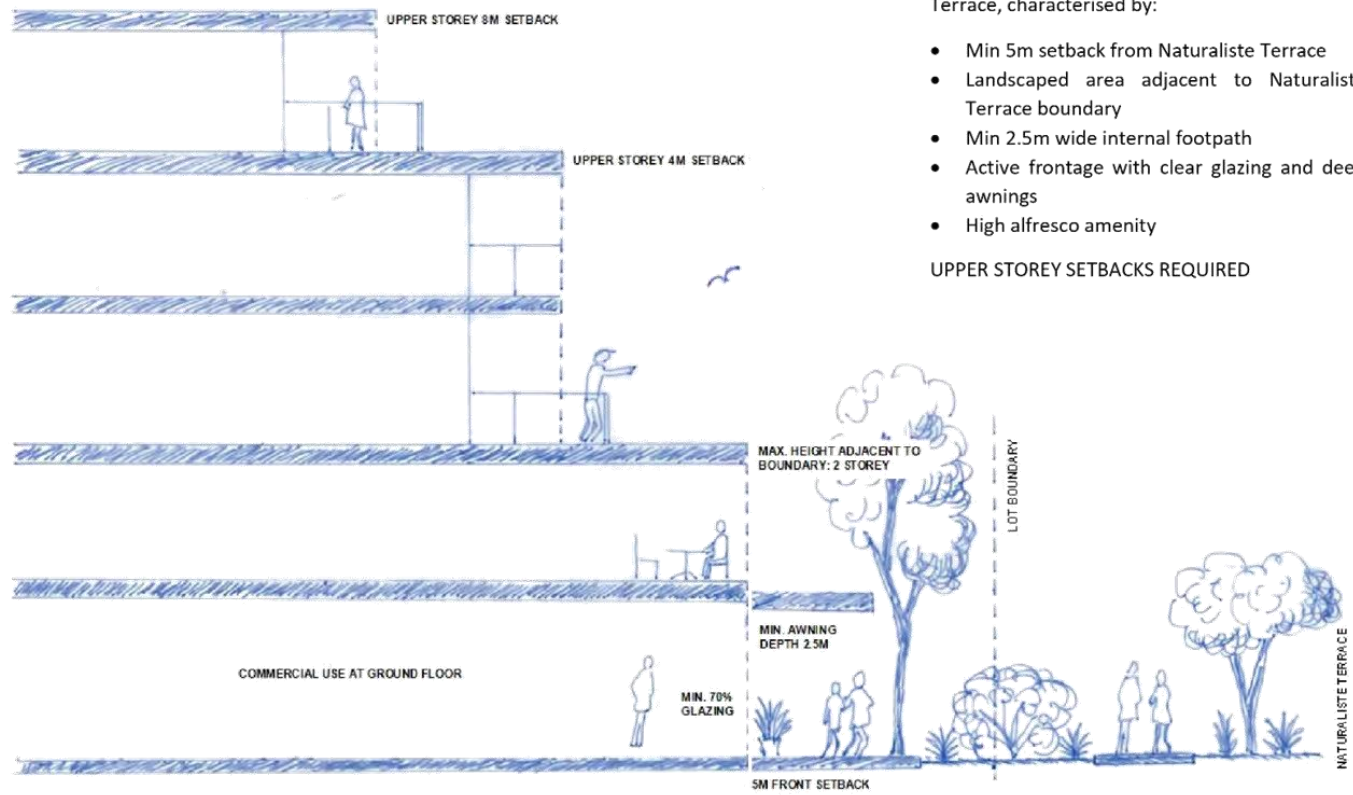 Terrace, characterised by:
• Min 5m setback from Naturaliste Terrace
• Landscaped area adjacent to Naturalist
Terrace boundary
• Min 2.5m wide internal footpath
• Active frontage with clear glazing and dee
awnings
• High alfresco amenity
UPPER STOREY SETBACKS REQUIRED
UPPER STOREY 8M SETBACK
UPPER STOREY 4M SETBACK
MAX. HEIGHT ADJACENT TO
BOUNDARY: 2 STOREY
LOT BOUNDARY
MIN. AWNING
DEPTH 2.5M
COMMERCIAL USE AT GROUND FLOOR
MIN. 70%
GLAZING
NATURALISTE TERRACE
5M FRONT SETBACK